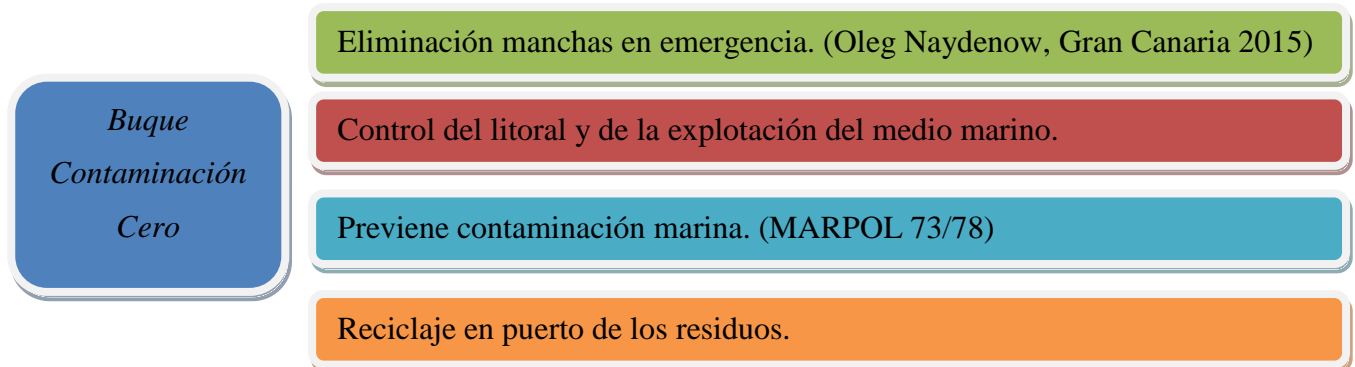 Buque
Contaminación
Cero
Eliminación manchas en emergencia. (Oleg Naydenow, Gran Canaria 2015)
Control del litoral y de la explotación del medio marino.
Previene contaminación marina. (MARPOL 73/78)
Reciclaje en puerto de los residuos.